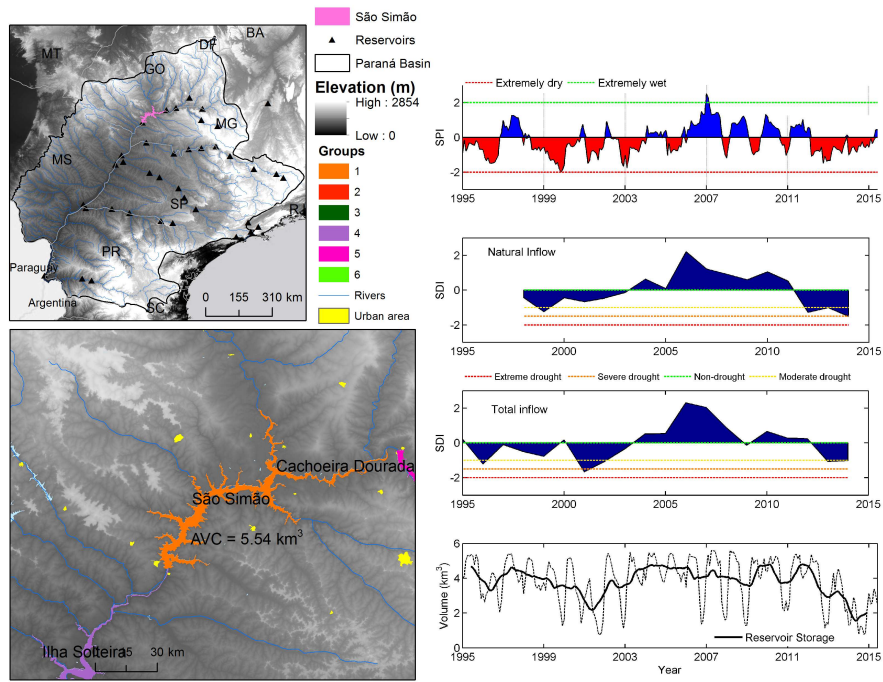 São Simão
Reservoirs
Paraná Basin
Elevation (m)
High : 2854
Low : 0
Groups
1
2
3
4
5
6
Rivers
Urban area
MT
BA
DF
GO
MG
MS
SP
R
PR
Paraguay
Argentina
SC
0 155 310 km
Cachoeira Dourada
São Simão
AVC = 5.54 km3
Ilha Solteira
15 30 km
Extremely dry
Extremely wet
SPI
2
0
-2
1995 1999 2003 2007 2011 2015
Natural Inflow
SDI
2
0
-2
1995 2000 2005 2010 2015
Extreme drought
Severe drought
Non-drought
Moderate drought
Total inflow
SDI
2
0
-2
1995 2000 2005 2010 2015
Volume (km3)
6
4
2
0
Reservoir Storage
1995 1999 2003 2007 2011 2015
Year